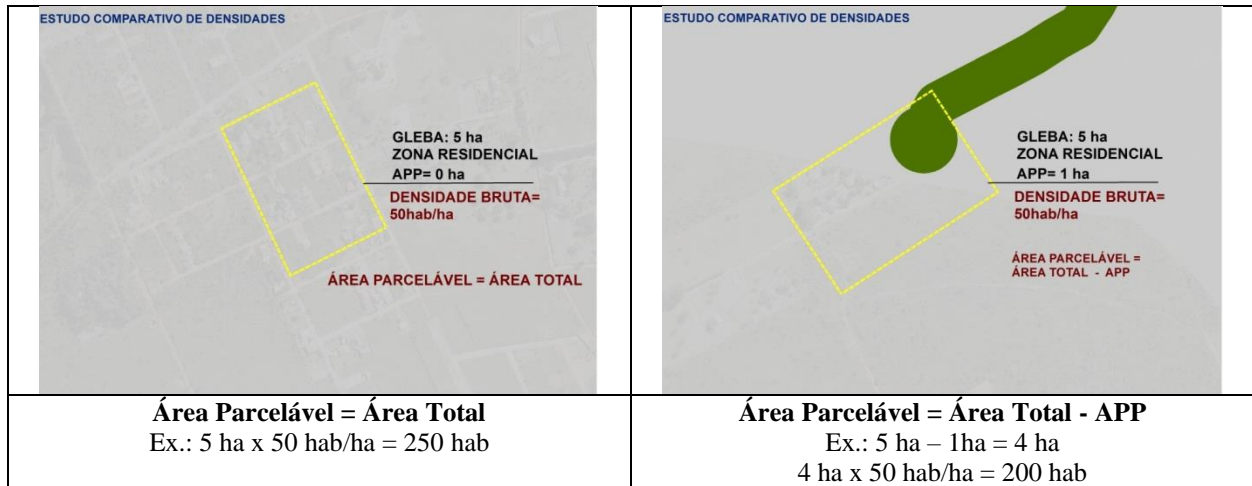 ESTUDO COMPARATIVO DE DENSIDADES
GLEBA: 5 ha
ZONA RESIDENCIAL
APP= 0 ha
DENSIDADE BRUTA=
50hab/ha
ÁREA PARCELÁVEL = ÁREA TOTAL
Área Parcelável = Área Total
Ex.: 5 ha x 50 hab/ha = 250 hab
ESTUDO COMPARATIVO DE DENSIDADES
GLEBA: 5 ha
ZONA RESIDENCIAL
APP= 1 ha
DENSIDADE BRUTA=
50hab/ha
ÁREA PARCELÁVEL =
ÁREA TOTAL - APP
Área Parcelável = Área Total - APP
Ex.: 5 ha – 1ha = 4 ha
4 ha x 50 hab/ha = 200 hab